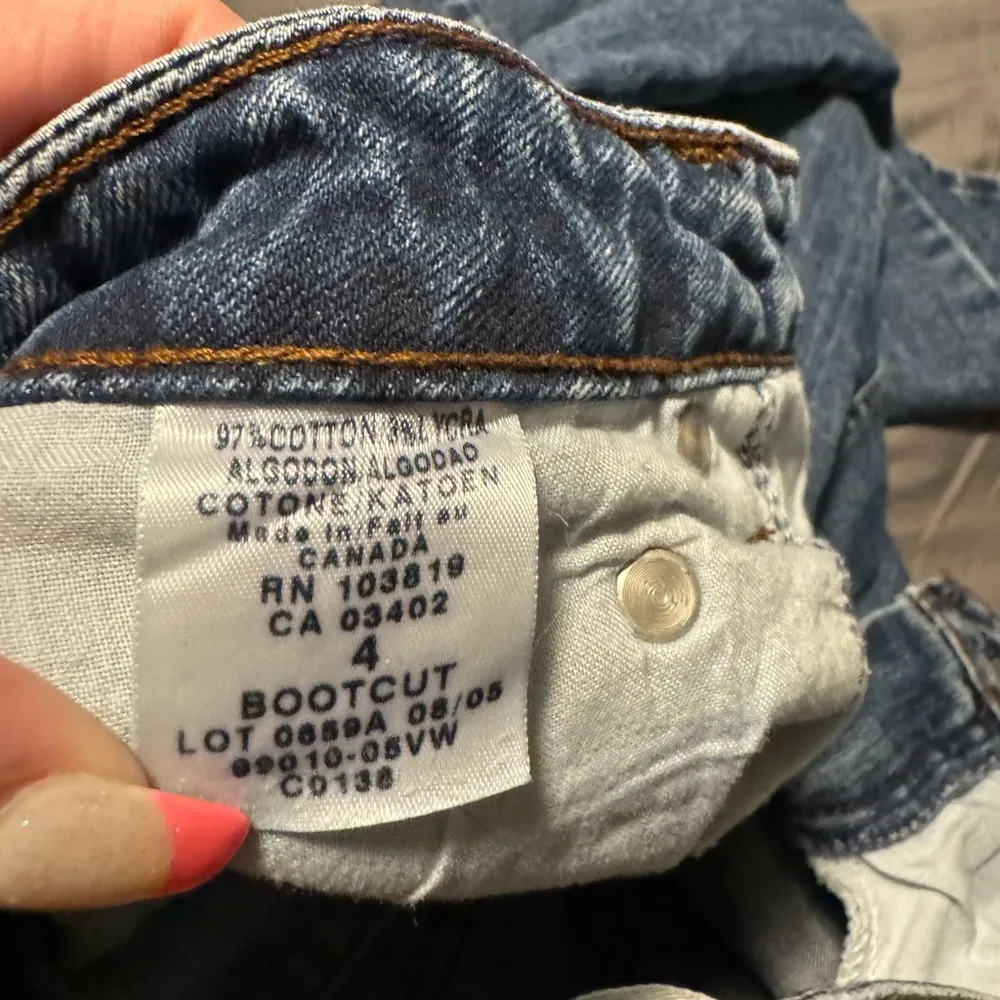 97%COTTON 3%LYCRA
ALGODON/ALGODAO
COTONE/KATOEN
Made in/Fait au
CANADA
RN 103819
CA 03402
4
BOOTCUT
LOT 0659A 06/05
99010-05VW
C0138